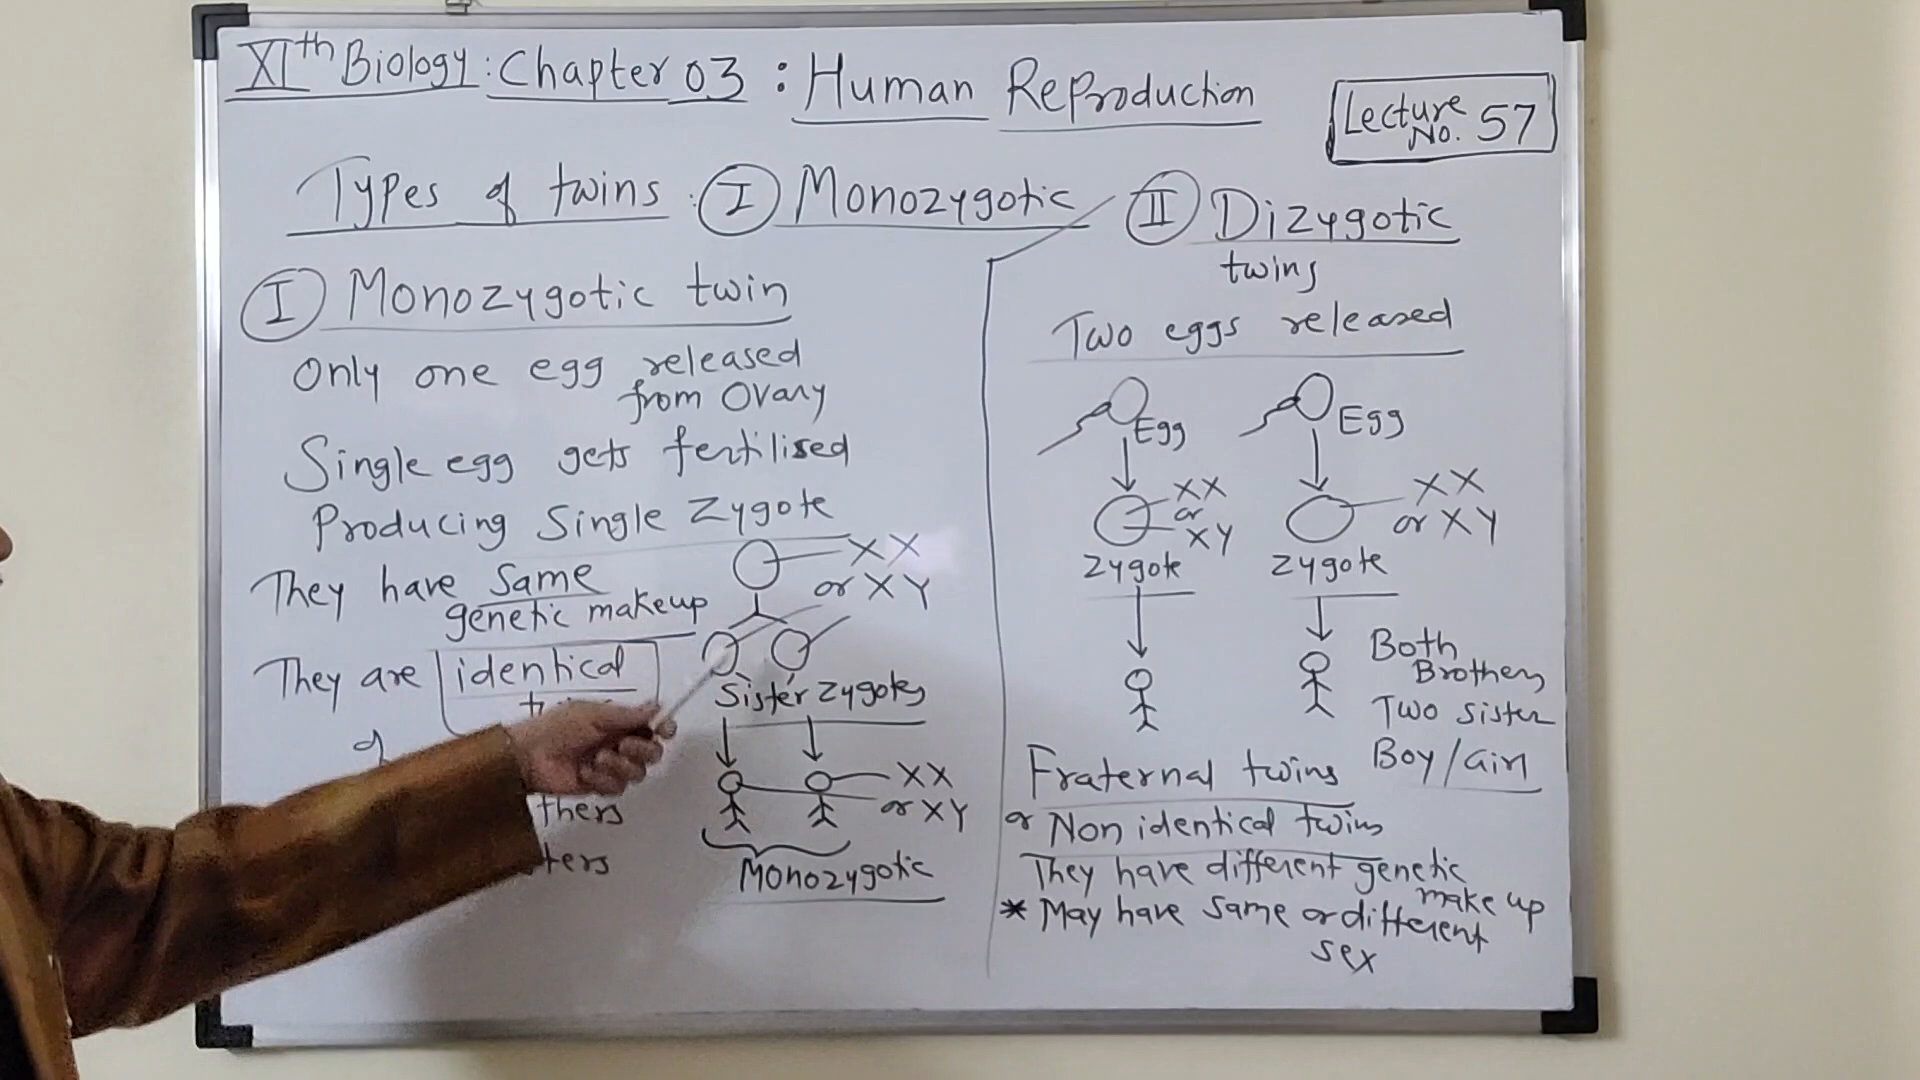 XIth Biology : Chapter 03 : Human Reproduction
Lecture No. 57
Types of twins : I Monozygotic II Dizygotic twins
I Monozygotic twin
Only one egg released from Ovary
Single egg gets fertilised
Producing Single Zygote
XX
or XY
They have same genetic makeup
They are identical
Sister zygotes
XX
or XY
thers
ters
Monozygotic
Two eggs released
Egg
Egg
XX
or
XY
XX
or XY
zygote
zygote
Both Brothers
Two sister
Boy/Girl
Fraternal twins
or Non identical twins
They have different genetic make up
* May have same or different sex